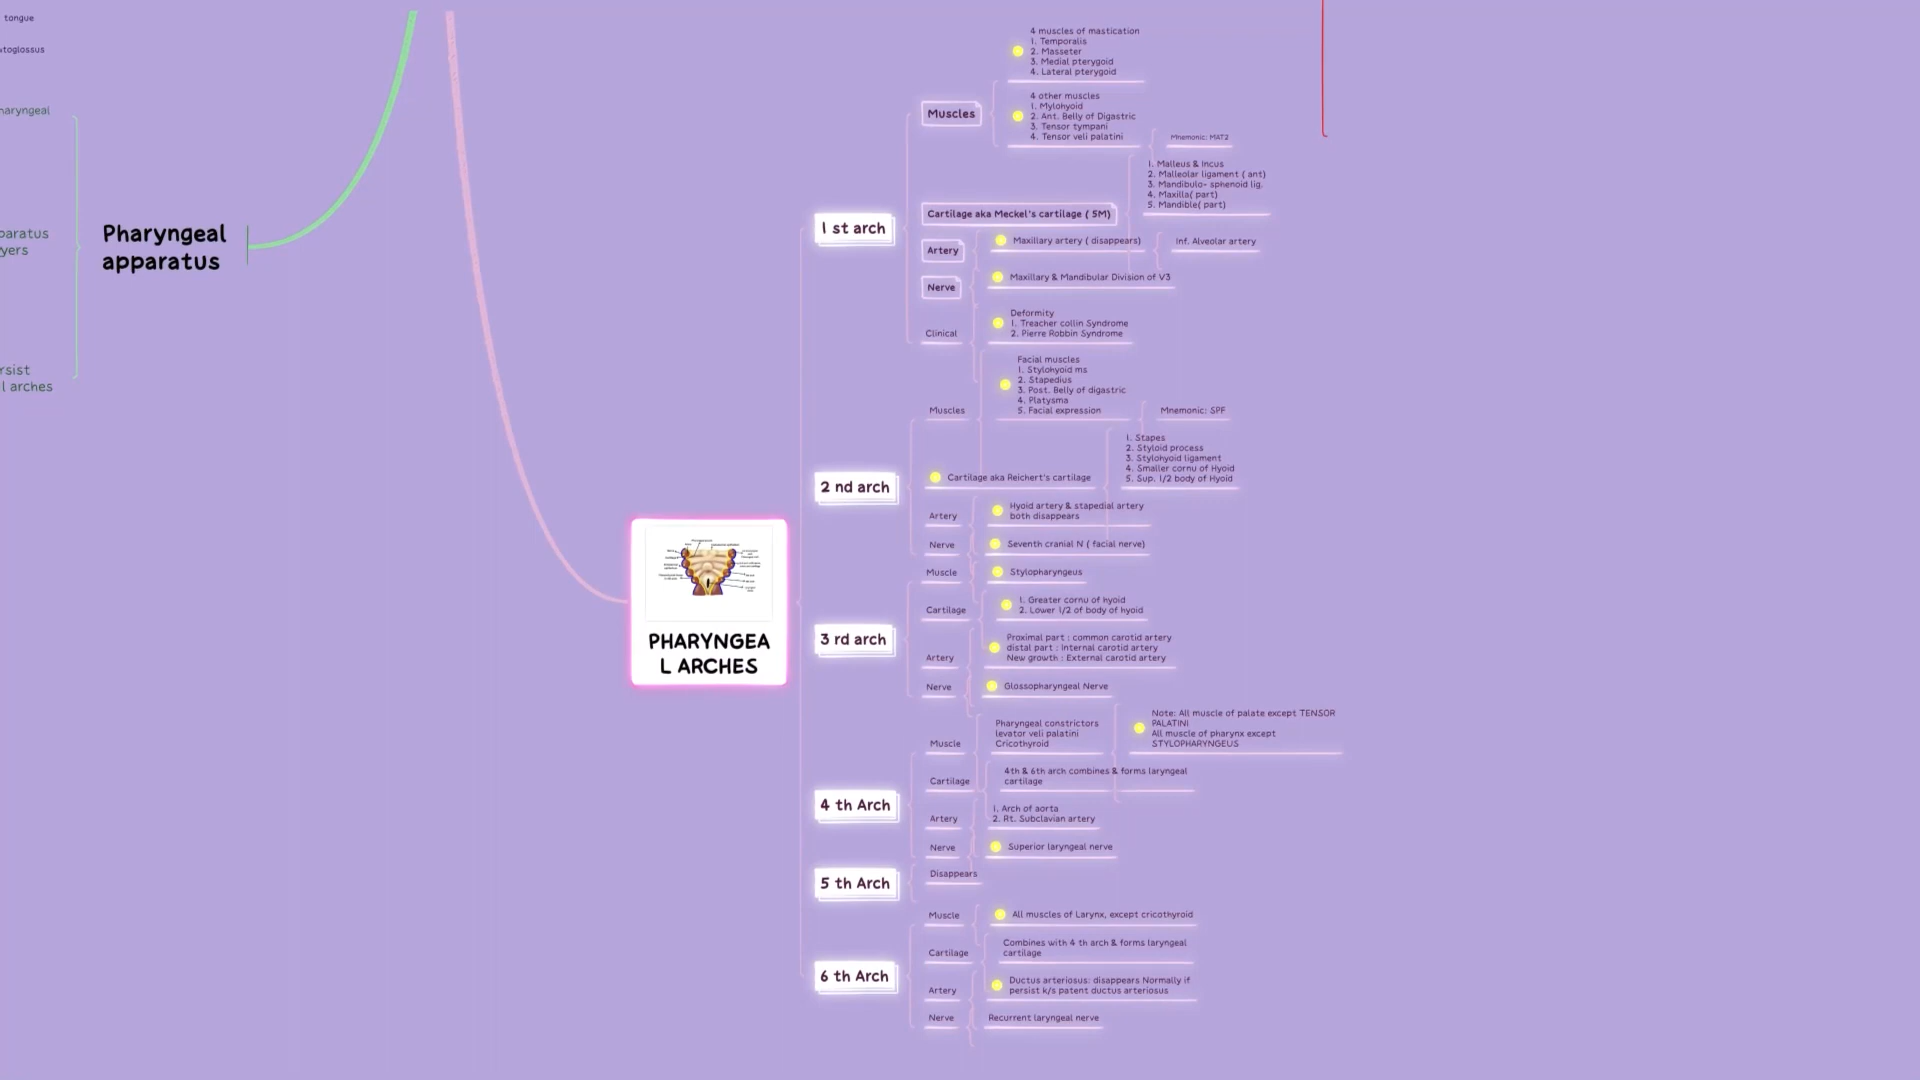 tongue
toglossus
haryngeal
paratus
yers
rsist
l arches
Pharyngeal
apparatus
PHARYNGEA
L ARCHES
1 st arch
Muscles
4 muscles of mastication
1. Temporalis
2. Masseter
3. Medial pterygoid
4. Lateral pterygoid
4 other muscles
1. Mylohyoid
2. Ant. Belly of Digastric
3. Tensor tympani
4. Tensor veli palatini
Mnemonic: MAT2
Cartilage aka Meckel's cartilage ( 5M)
1. Malleus & Incus
2. Malleolar ligament ( ant)
3. Mandibulo- sphenoid lig.
4. Maxilla( part)
5. Mandible( part)
Artery
Maxiliary artery ( disappears)
Inf. Alveolar artery
Nerve
Maxillary & Mandibular Division of V3
Clinical
Deformity
1. Treacher collin Syndrome
2. Pierre Robbin Syndrome
2 nd arch
Muscles
Facial muscles
1. Stylohyoid ms
2. Stapedius
3. Post. Belly of digastric
4. Platysma
5. Facial expression
Mnemonic: SPF
Cartilage aka Reichert's cartilage
1. Stapes
2. Styloid process
3. Stylohyoid ligament
4. Smaller cornu of Hyoid
5. Sup. 1/2 body of Hyoid
Artery
Hyoid artery & stapedial artery
both disappears
Nerve
Seventh cranial N ( facial nerve)
3 rd arch
Muscle
Stylopharyngeus
Cartilage
1. Greater cornu of hyoid
2. Lower 1/2 of body of hyoid
Artery
Proximal part : common carotid artery
distal part : Internal carotid artery
New growth : External carotid artery
Nerve
Glossopharyngeal Nerve
4 th Arch
Muscle
Pharyngeal constrictors
levator veli palatini
Cricothyroid
Note: All muscle of palate except TENSOR
PALATINI
All muscle of pharynx except
STYLOPHARYNGEUS
Cartilage
4th & 6th arch combines & forms laryngeal
cartilage
Artery
1. Arch of aorta
2. Rt. Subclavian artery
Nerve
Superior laryngeal nerve
5 th Arch
Disappears
6 th Arch
Muscle
All muscles of Larynx, except cricothyroid
Cartilage
Combines with 4 th arch & forms laryngeal
cartilage
Artery
Ductus arteriosus: disappears Normally if
persist k/s patent ductus arteriosus
Nerve
Recurrent laryngeal nerve